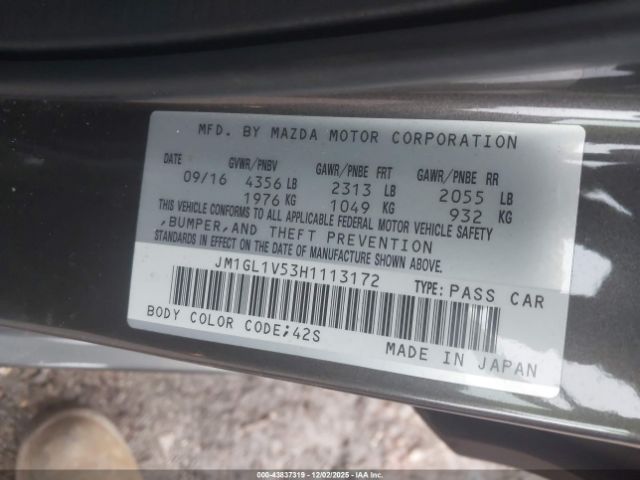 MFD. BY MAZDA MOTOR CORPORATION
DATE GVWR/PNBV GAWR/PNBE FRT GAWR/PNBE RR
09/16 4356 LB 2313 LB 2055 LB
1976 KG 1049 KG 932 KG
THIS VEHICLE CONFORMS TO ALL APPLICABLE FEDERAL MOTOR VEHICLE SAFETY
,BUMPER,AND THEFT PREVENTION
STANDARDS IN EFFECT ON THE DATE OF MANUFACTURE SHOWN ABOVE.
JM1GL1V53H1113172 TYPE: PASS CAR
BODY COLOR CODE;42S
MADE IN JAPAN
00-43837319 - 12/02/2025 - IAAI.CA